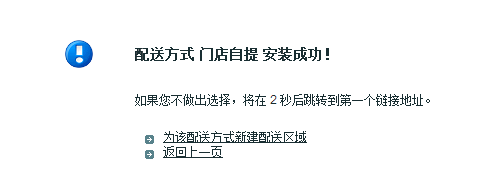 配送方式 门店自提 安装成功!
如果您不做出选择，将在 2 秒后跳转到第一个链接地址。
为该配送方式新建配送区域
返回上一页